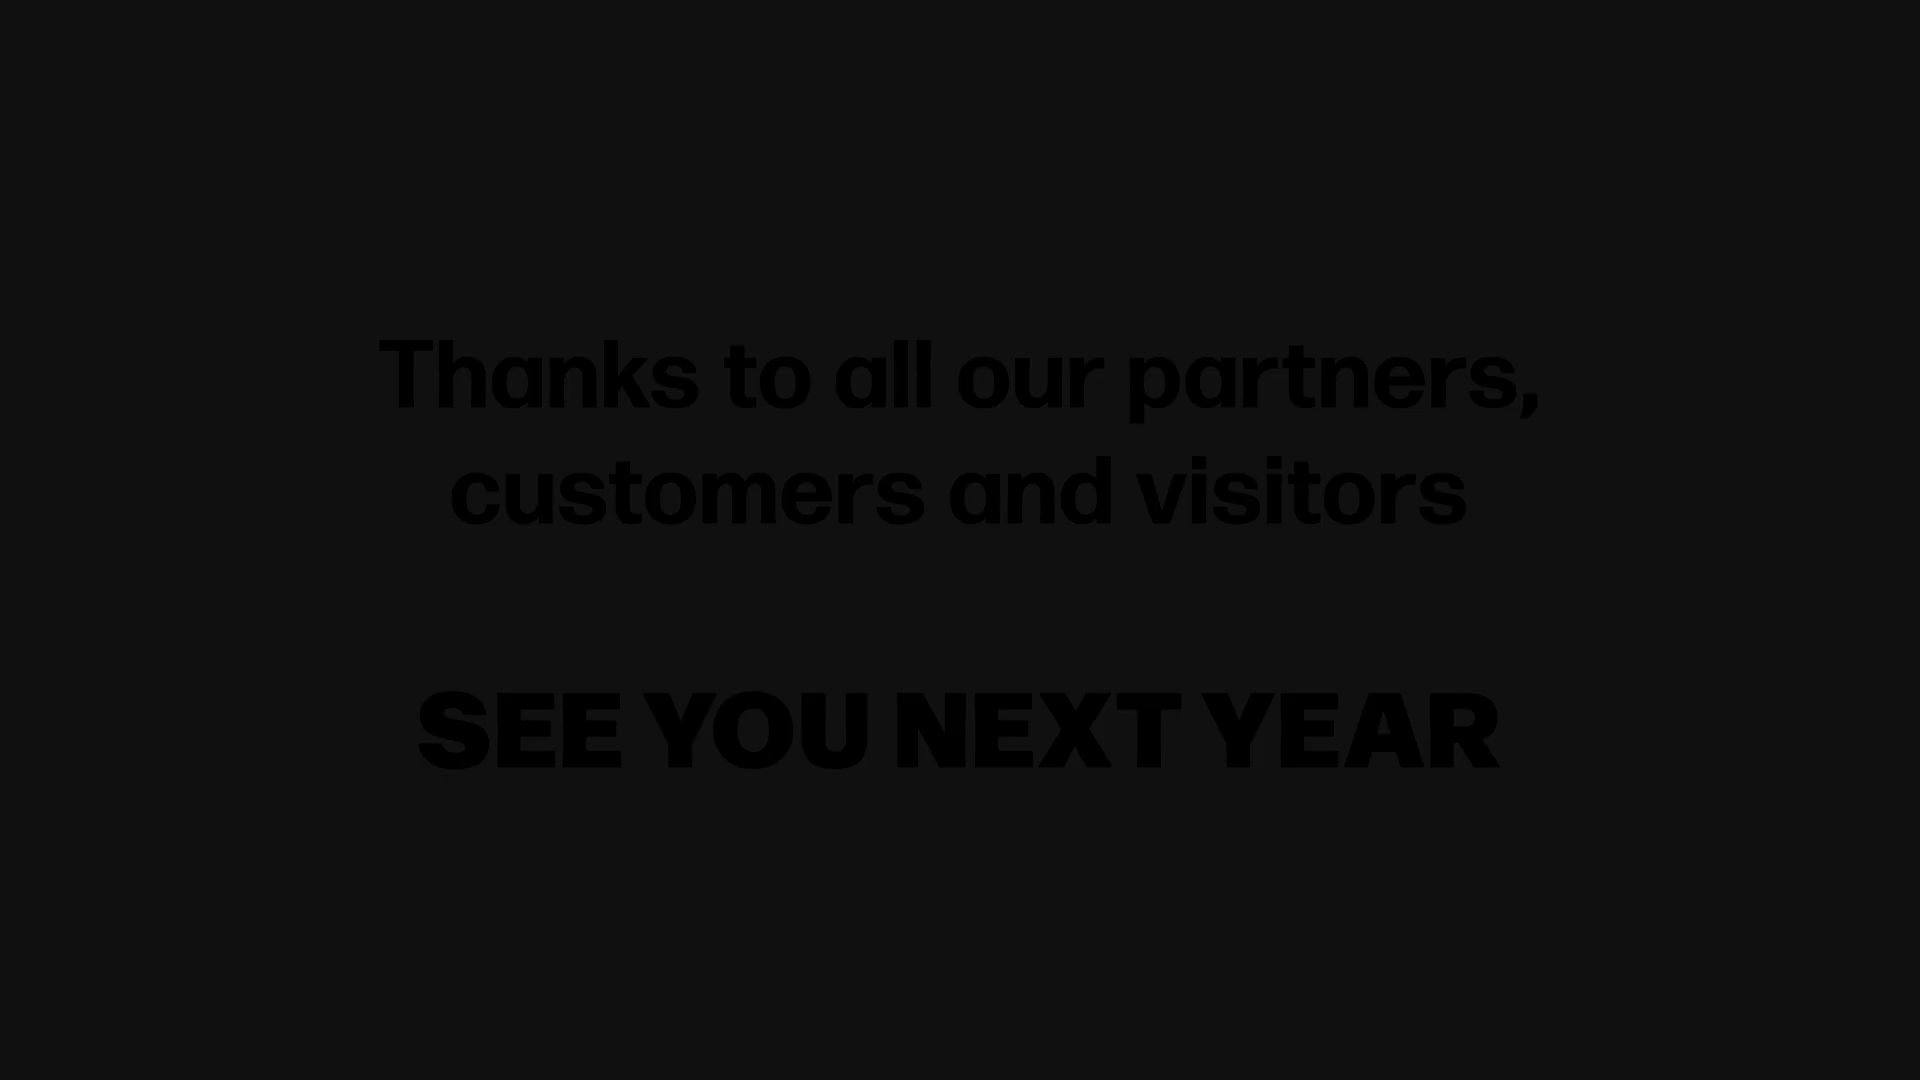 Thanks to all our partners,
customers and visitors
SEE YOU NEXT YEAR